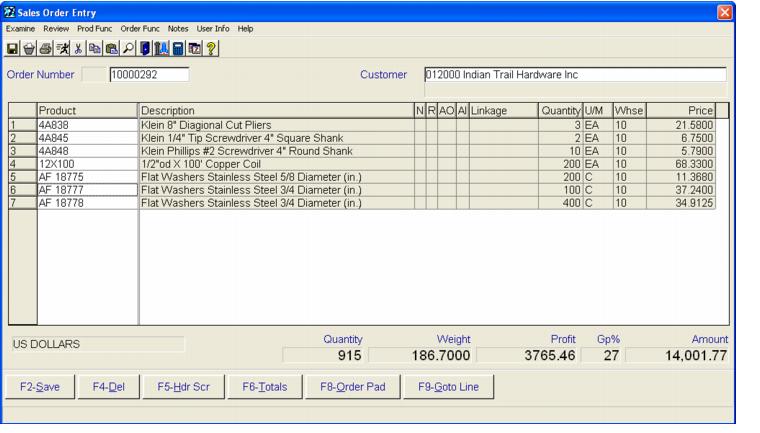 Sales Order Entry
Examine Review Prod Func Order Func Notes User Info Help
Order Number 10000292 Customer 012000 Indian Trail Hardware Inc
Product Description N R AO AI Linkage Quantity U/M Whse Price
1 4A838 Klein 8" Diagional Cut Pliers 3 EA 10 21.5800
2 4A845 Klein 1/4" Tip Screwdriver 4" Square Shank 2 EA 10 6.7500
3 4A848 Klein Phillips #2 Screwdriver 4" Round Shank 10 EA 10 5.7900
4 12X100 1/2"od X 100' Copper Coil 200 EA 10 68.3300
5 AF 18775 Flat Washers Stainless Steel 5/8 Diameter (in.) 200 C 10 11.3680
6 AF 18777 Flat Washers Stainless Steel 3/4 Diameter (in.) 100 C 10 37.2400
7 AF 18778 Flat Washers Stainless Steel 3/4 Diameter (in.) 400 C 10 34.9125
US DOLLARS
Quantity Weight Profit Gp% Amount
915 186.7000 3765.46 27 14,001.77
F2-Save F4-Del F5-Hdr Scr F6-Totals F8-Order Pad F9-Goto Line